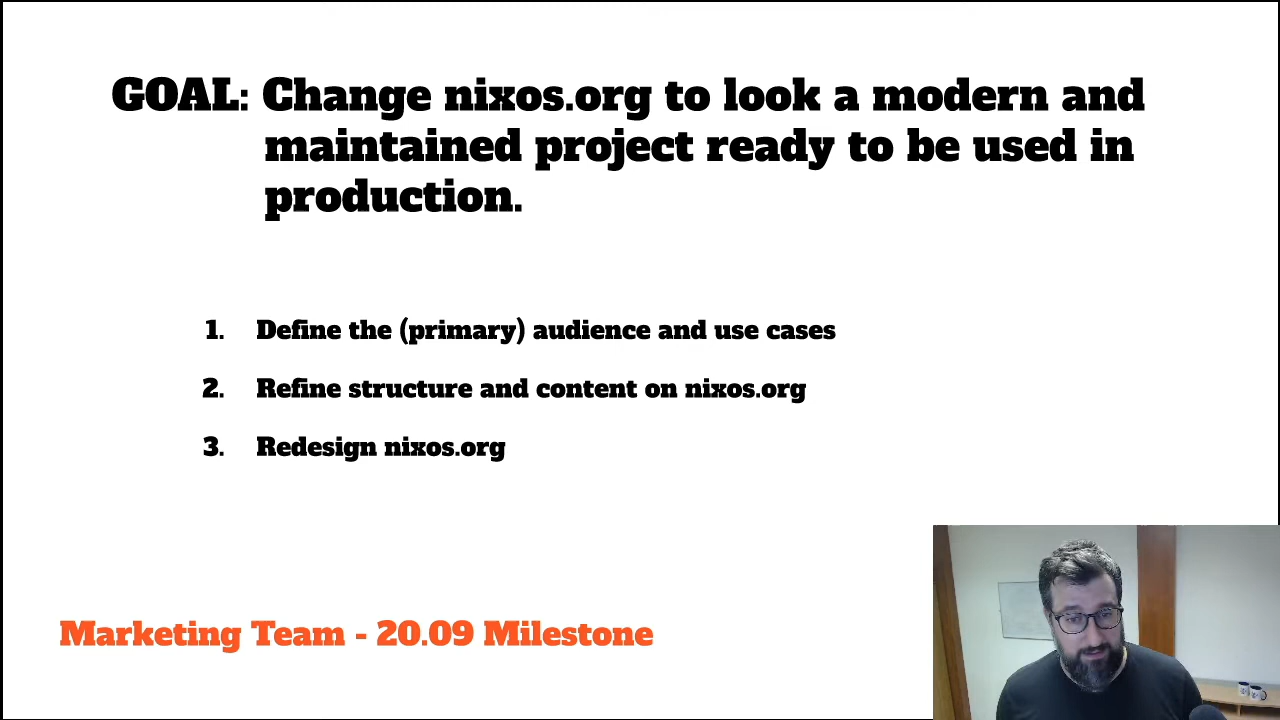 GOAL: Change nixos.org to look a modern and
maintained project ready to be used in
production.
1. Define the (primary) audience and use cases
2. Refine structure and content on nixos.org
3. Redesign nixos.org
Marketing Team - 20.09 Milestone